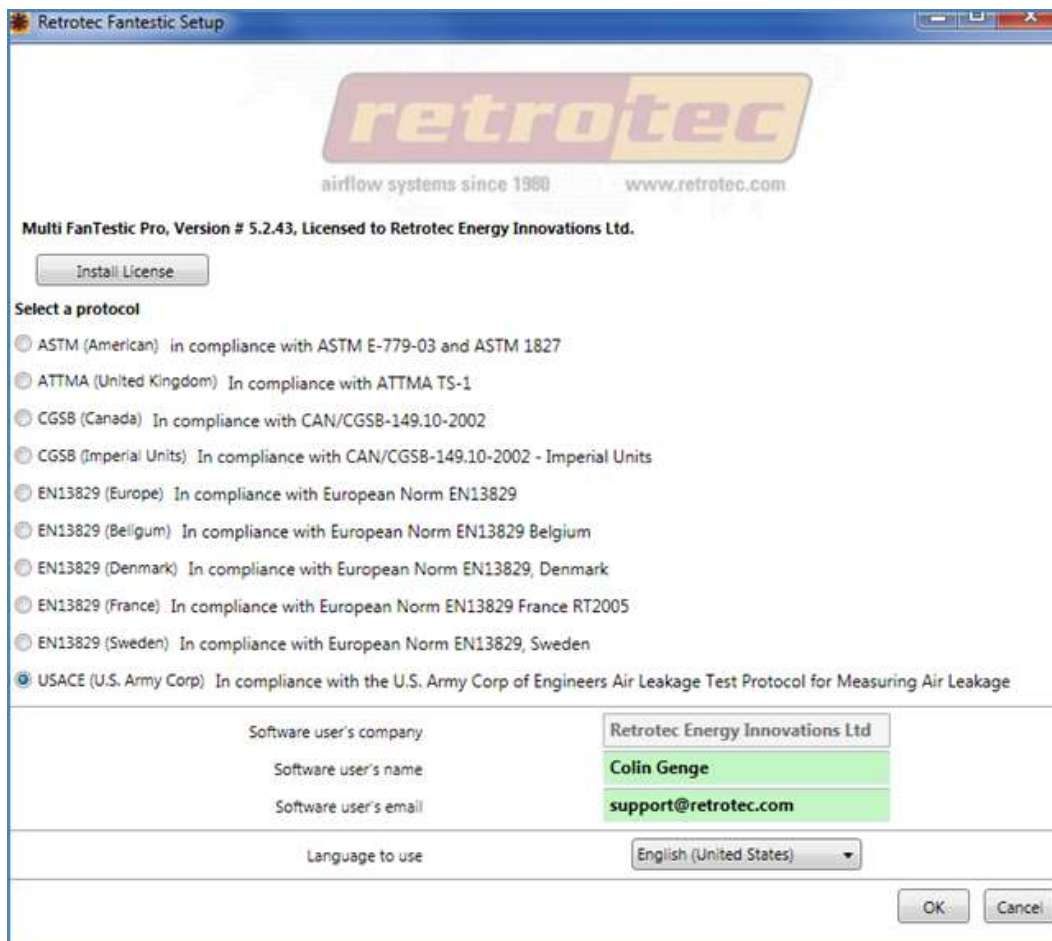 Retrotec Fantestic Setup
retrotec
airflow systems since 1980 www.retrotec.com
Multi FanTestic Pro, Version # 5.2.43, Licensed to Retrotec Energy Innovations Ltd.
Install License
Select a protocol
ASTM (American) in compliance with ASTM E-779-03 and ASTM 1827
ATTMA (United Kingdom) In compliance with ATTMA TS-1
CGSB (Canada) In compliance with CAN/CGSB-149.10-2002
CGSB (Imperial Units) In compliance with CAN/CGSB-149.10-2002 - Imperial Units
EN13829 (Europe) In compliance with European Norm EN13829
EN13829 (Beligum) In compliance with European Norm EN13829 Belgium
EN13829 (Denmark) In compliance with European Norm EN13829, Denmark
EN13829 (France) In compliance with European Norm EN13829 France RT2005
EN13829 (Sweden) In compliance with European Norm EN13829, Sweden
USACE (U.S. Army Corp) In compliance with the U.S. Army Corp of Engineers Air Leakage Test Protocol for Measuring Air Leakage
Software user's company Retrotec Energy Innovations Ltd
Software user's name Colin Genge
Software user's email support@retrotec.com
Language to use English (United States)
OK Cancel